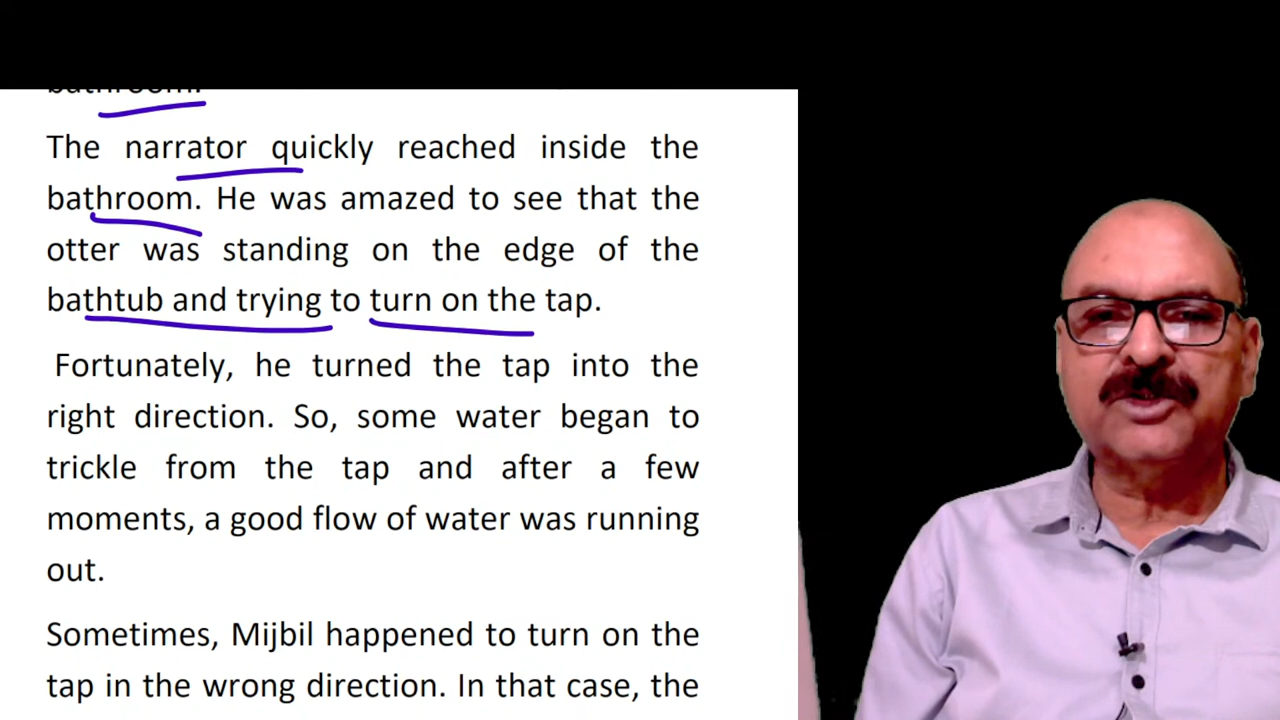 bathroom.
The narrator quickly reached inside the
bathroom. He was amazed to see that the
otter was standing on the edge of the
bathtub and trying to turn on the tap.
Fortunately, he turned the tap into the
right direction. So, some water began to
trickle from the tap and after a few
moments, a good flow of water was running
out.
Sometimes, Mijbil happened to turn on the
tap in the wrong direction. In that case, the